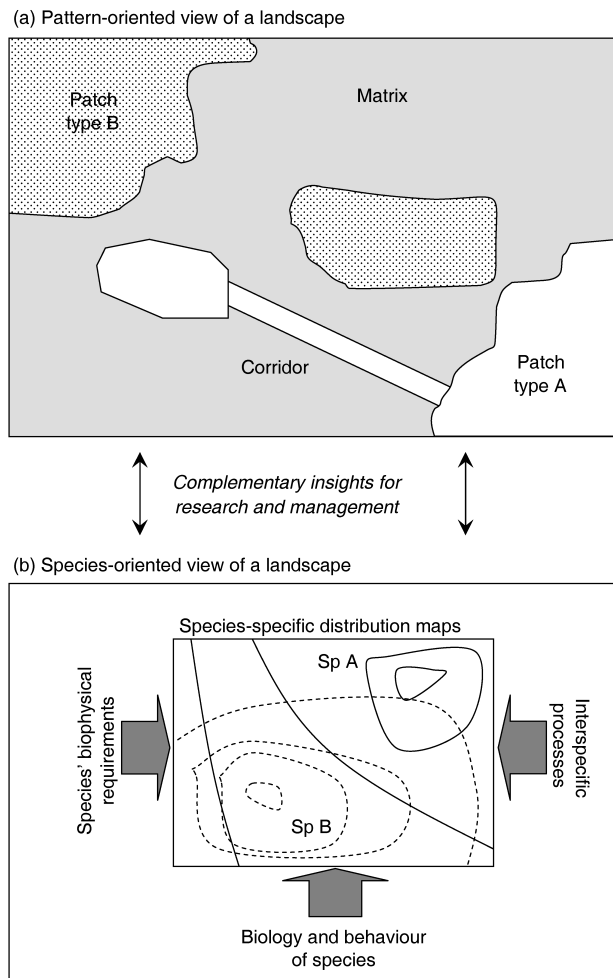 (a) Pattern-oriented view of a landscape
Patch
type B
Matrix
Corridor
Patch
type A
Complementary insights for
research and management
(b) Species-oriented view of a landscape
Species-specific distribution maps
Sp A
Sp B
Species’ biophysical
requirements
Interspecific
processes
Biology and behaviour
of species